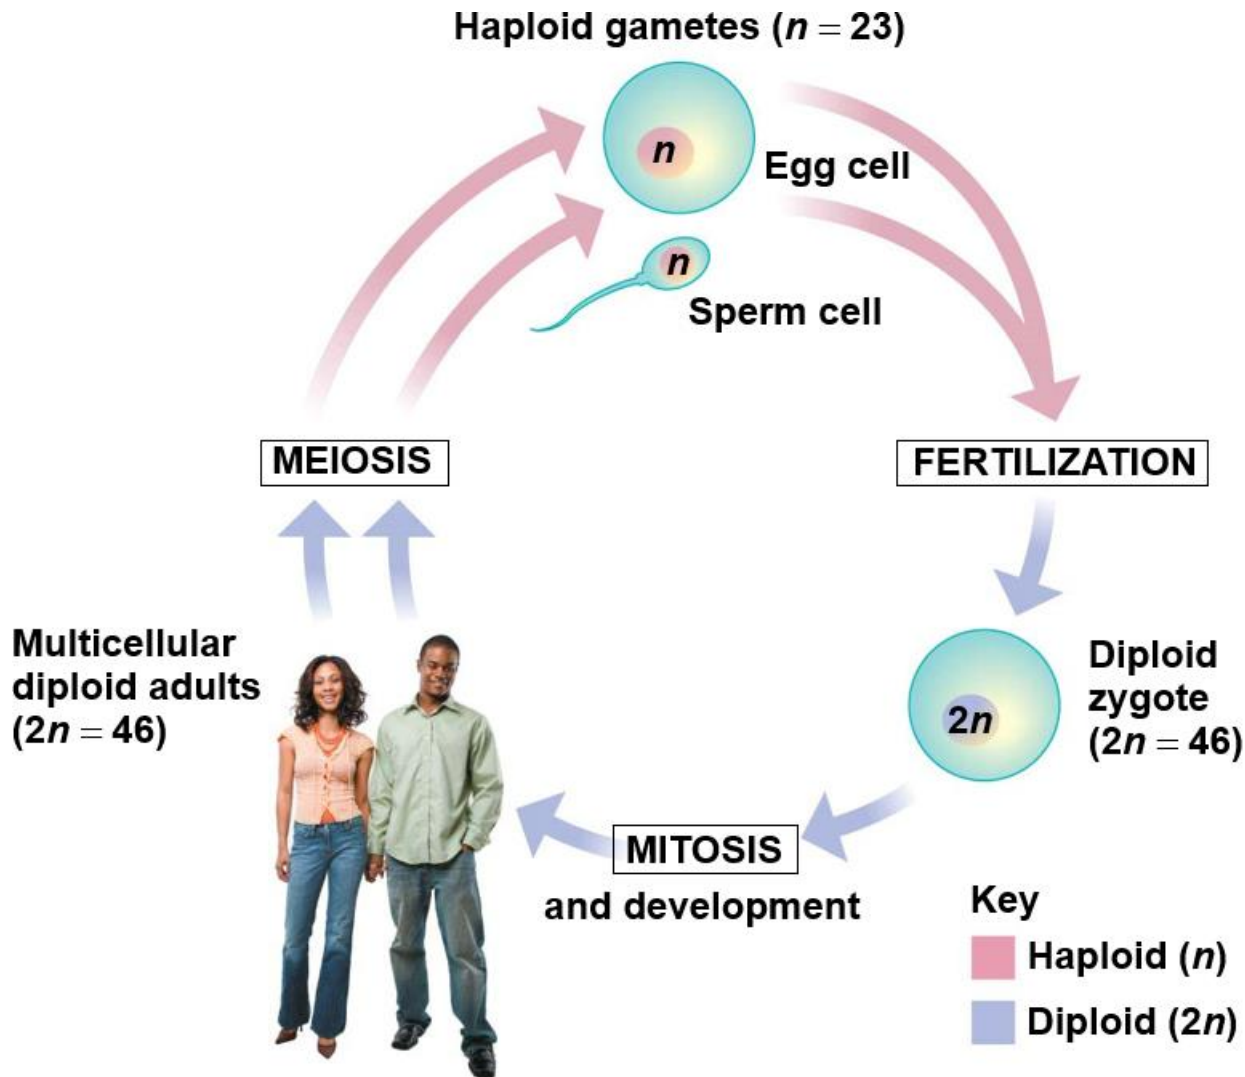 Haploid gametes (n = 23)
n
Egg cell
n
Sperm cell
MEIOSIS
FERTILIZATION
Multicellular
diploid adults
(2n = 46)
2n
Diploid
zygote
(2n = 46)
MITOSIS
and development
Key
Haploid (n)
Diploid (2n)